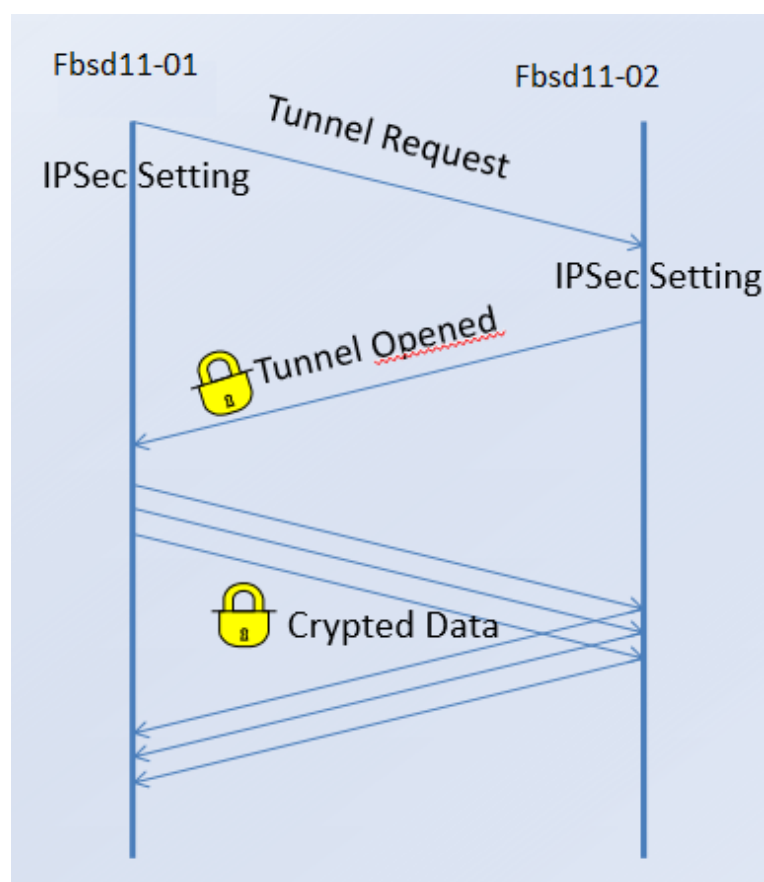 Fbsd11-01
Fbsd11-02
Tunnel Request
IPSec Setting
IPSec Setting
Tunnel Opened
Crypted Data